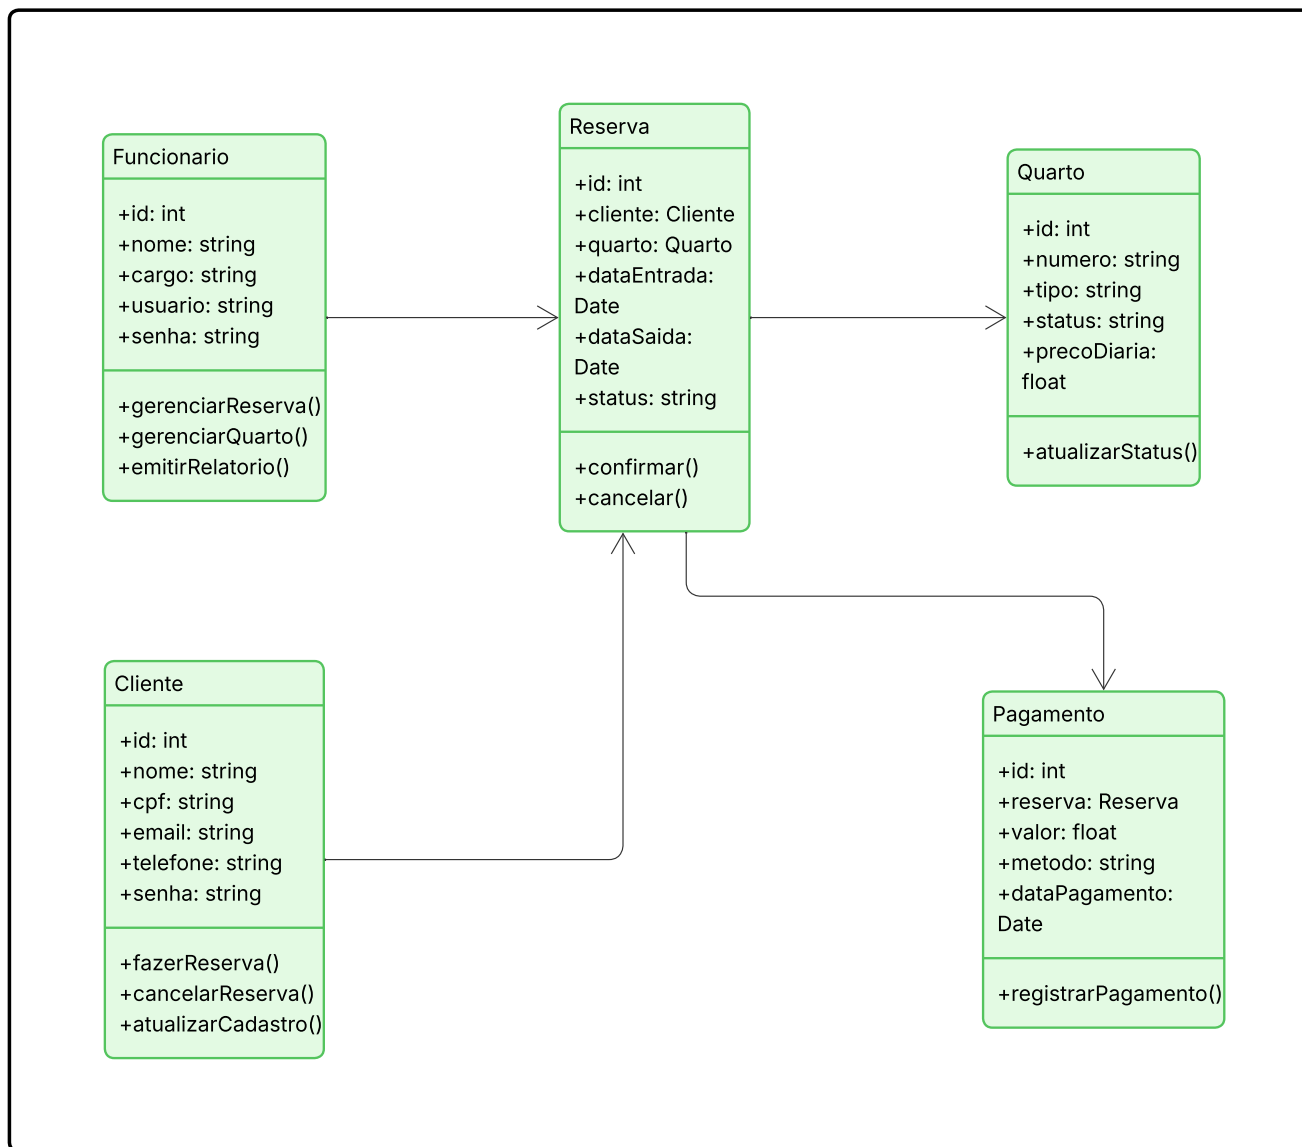 Funcionario
+id: int
+nome: string
+cargo: string
+usuario: string
+senha: string
+gerenciarReserva()
+gerenciarQuarto()
+emitirRelatorio()
Reserva
+id: int
+cliente: Cliente
+quarto: Quarto
+dataEntrada:
Date
+dataSaida:
Date
+status: string
+confirmar()
+cancelar()
Quarto
+id: int
+numero: string
+tipo: string
+status: string
+precoDiaria:
float
+atualizarStatus()
Cliente
+id: int
+nome: string
+cpf: string
+email: string
+telefone: string
+senha: string
+fazerReserva()
+cancelarReserva()
+atualizarCadastro()
Pagamento
+id: int
+reserva: Reserva
+valor: float
+metodo: string
+dataPagamento:
Date
+registrarPagamento()